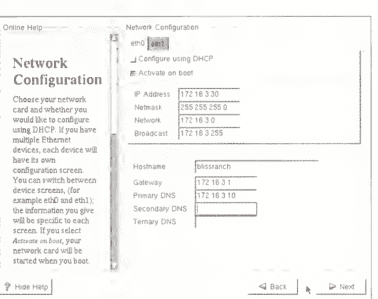 Online Help
Network
Configuration
Choose your network
card and whether you
would like to configure
using DHCP. If you have
multiple Ethernet
devices, each device will
have its own
configuration screen.
You can switch between
device screens, (for
example eth0 and eth1);
the information you give
will be specific to each
screen. If you select
Activate on boot, your
network card will be
started when you boot.
Hide Help
Network Configuration
eth0 eth1
Configure using DHCP
Activate on boot
IP Address 172 16 3 30
Netmask 255 255 255 0
Network 172 16 3 0
Broadcast 172 16 3 255
Hostname blissranch
Gateway 172 16 3 1
Primary DNS 172 16 3 10
Secondary DNS
Ternary DNS
Back
Next